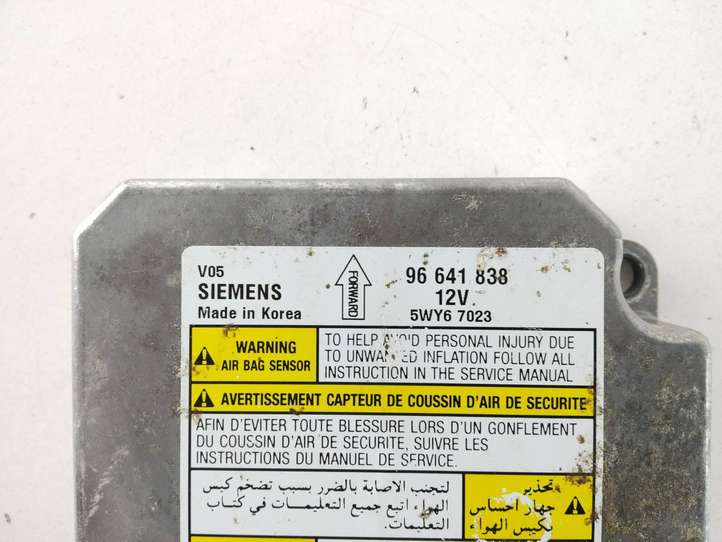 V05
SIEMENS
Made in Korea
FORWARD
96 641 838
12V
5WY6 7023
WARNING
AIR BAG SENSOR
TO HELP AVOID PERSONAL INJURY DUE
TO UNWANTED INFLATION FOLLOW ALL
INSTRUCTION IN THE SERVICE MANUAL
AVERTISSEMENT CAPTEUR DE COUSSIN D'AIR DE SECURITE
AFIN D'EVITER TOUTE BLESSURE LORS D'UN GONFLEMENT
DU COUSSIN D'AIR DE SECURITE, SUIVRE LES
INSTRUCTIONS DU MANUEL DE SERVICE.
تحذير
جهاز احساس
بكيس الهواء
لتجنب الاصابة بالضرر بسبب تضخم كيس
الهواء اتبع جميع التعليمات في كتاب
التعليمات.